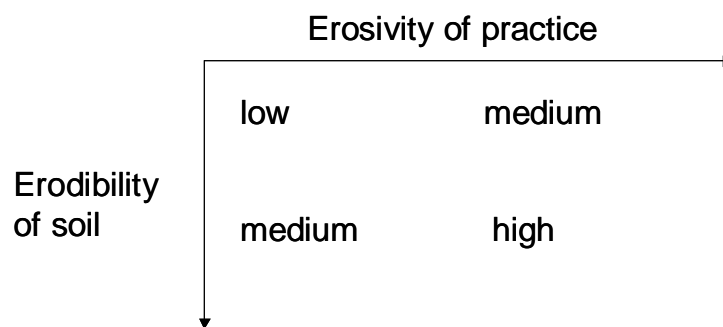 Erosivity of practice
low medium
Erodibility
of soil
medium high